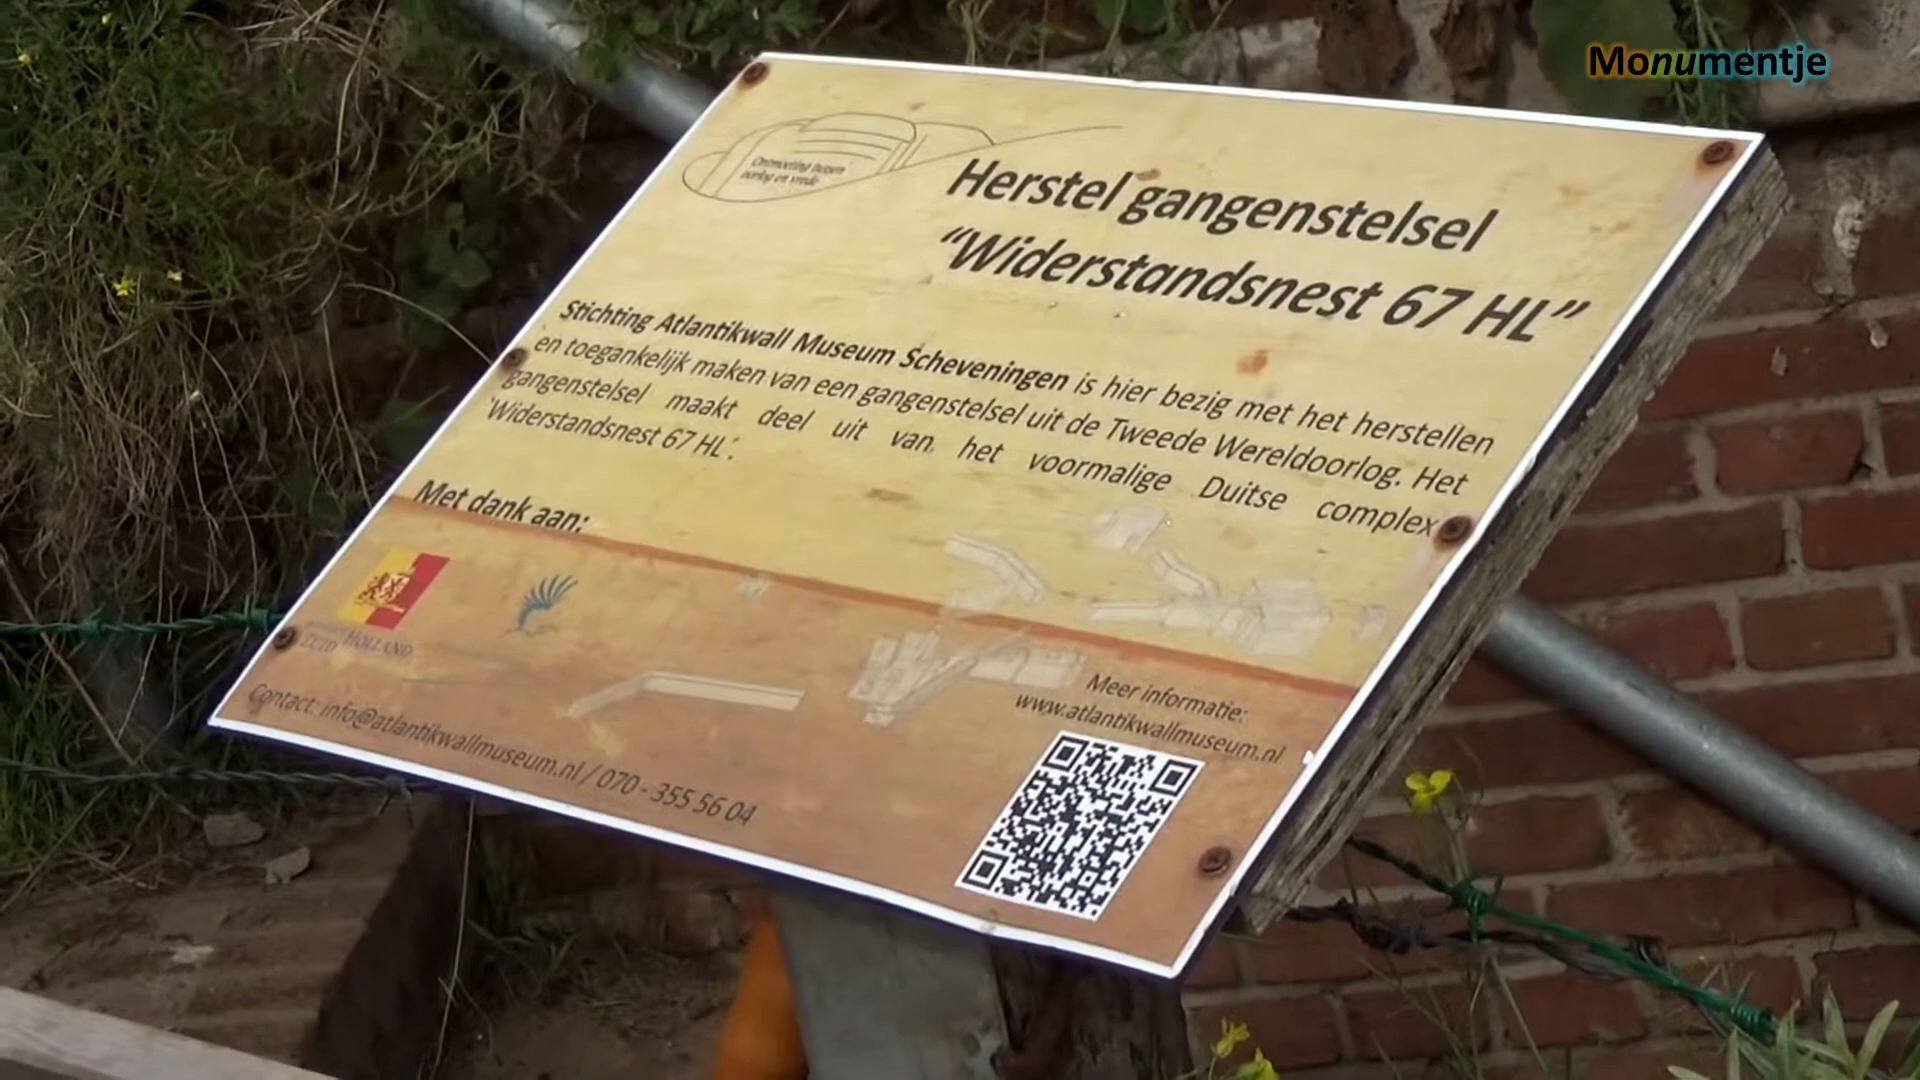 Monumentje
Ontmoeting tussen
oorlog en vrede
Herstel gangenstelsel
“Widerstandsnest 67 HL”
Stichting Atlantikwall Museum Scheveningen is hier bezig met het herstellen
en toegankelijk maken van een gangenstelsel uit de Tweede Wereldoorlog. Het
gangenstelsel maakt deel uit van het voormalige Duitse complex
‘Widerstandsnest 67 HL’.
Met dank aan:
ZUID HOLLAND
Meer informatie:
www.atlantikwallmuseum.nl
Contact: info@atlantikwallmuseum.nl / 070 - 355 56 04